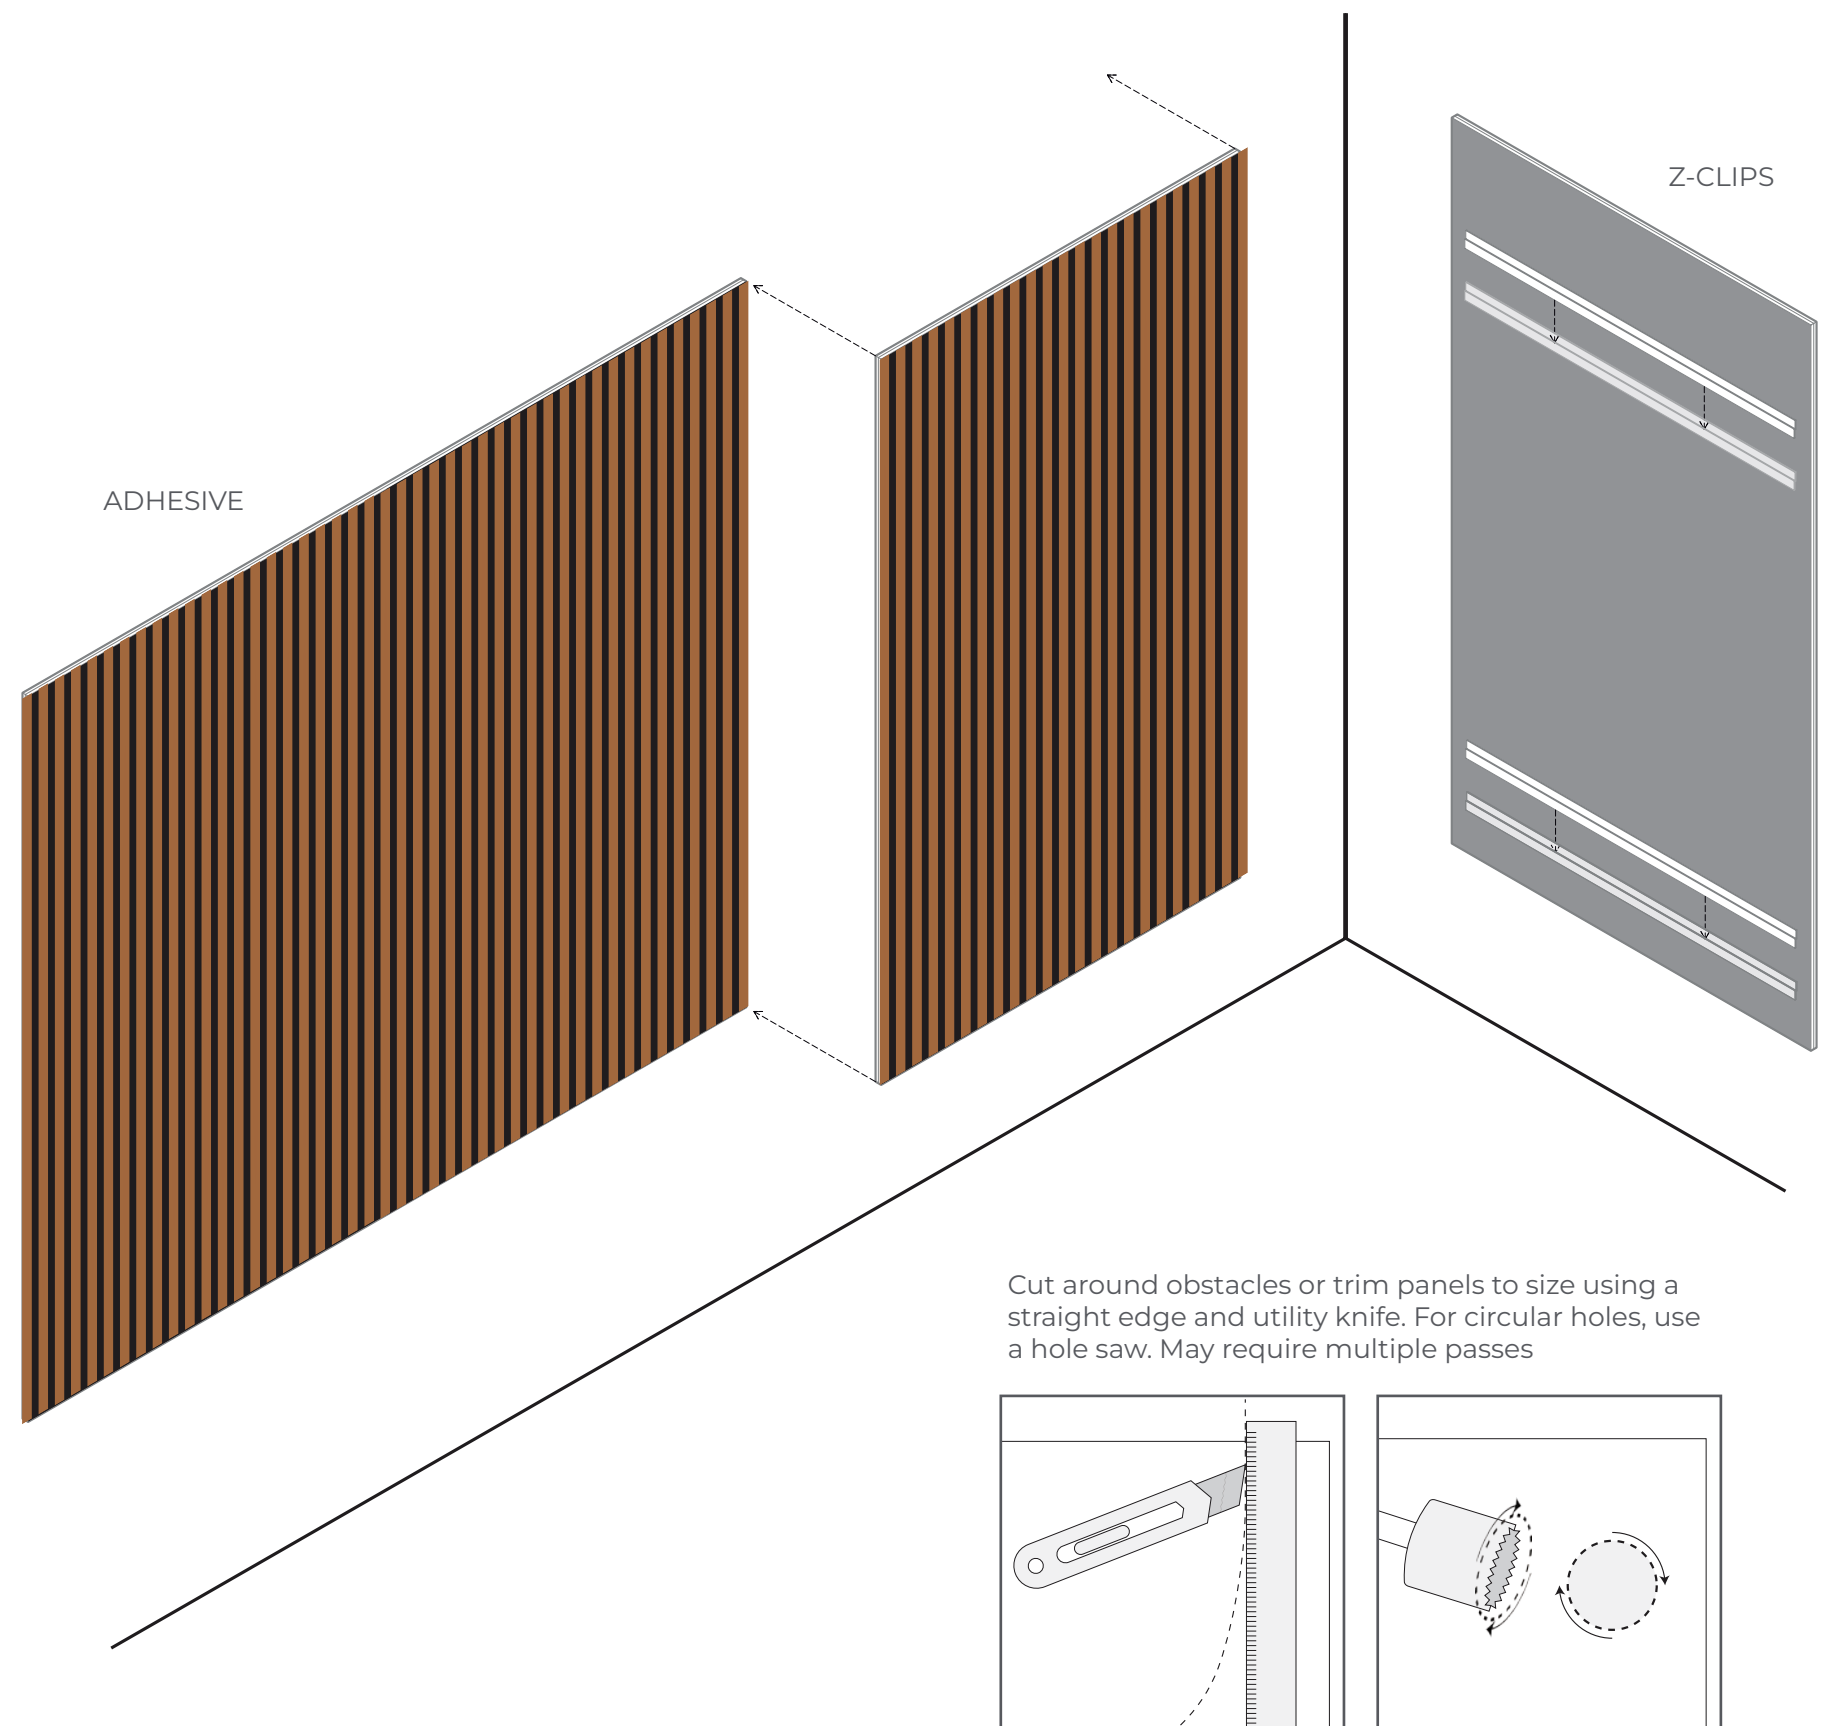 Z-CLIPS
ADHESIVE
Cut around obstacles or trim panels to size using a
straight edge and utility knife. For circular holes, use
a hole saw. May require multiple passes